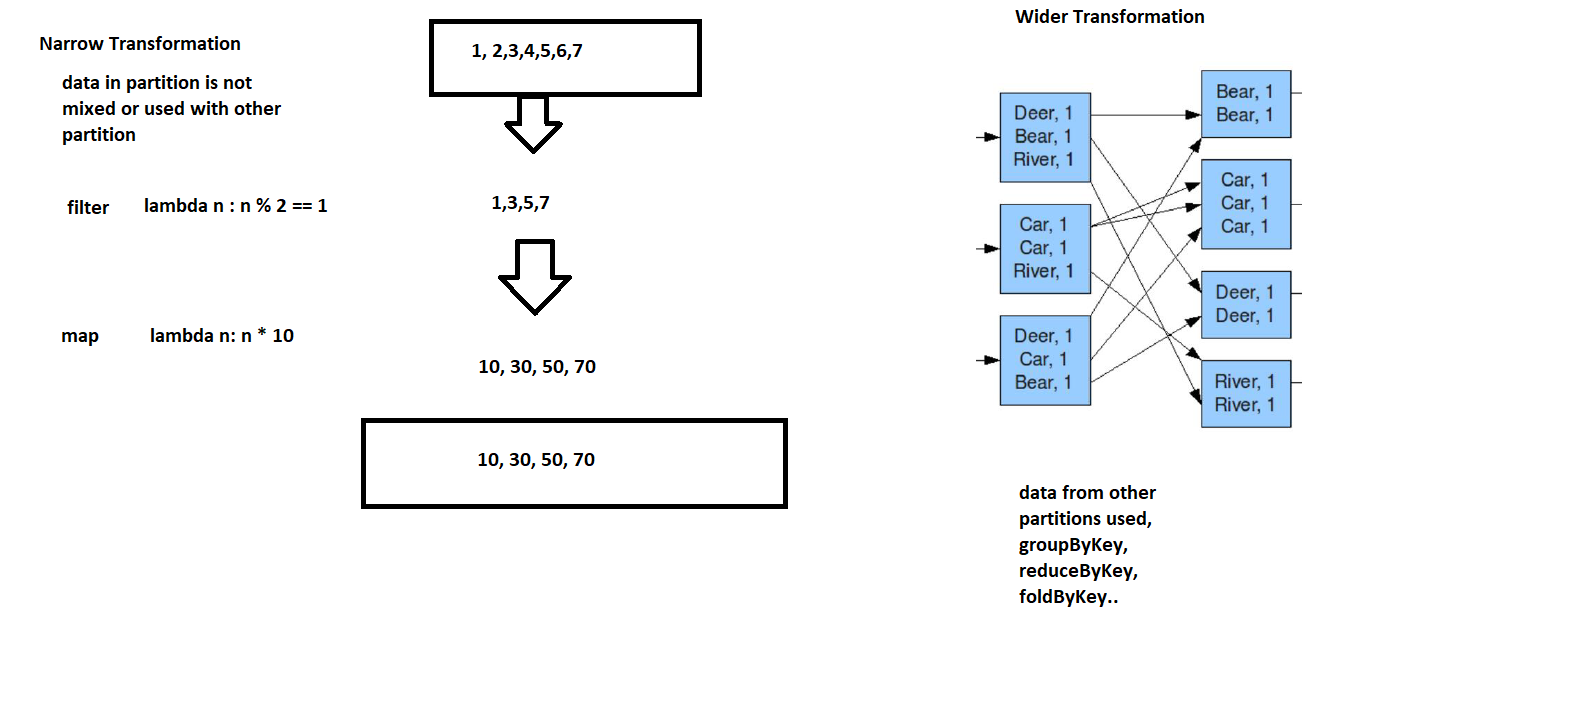 Narrow Transformation
data in partition is not
mixed or used with other
partition
1, 2,3,4,5,6,7
filter lambda n : n % 2 == 1
1,3,5,7
map lambda n: n * 10
10, 30, 50, 70
10, 30, 50, 70
Wider Transformation
Deer, 1
Bear, 1
River, 1
Car, 1
Car, 1
River, 1
Deer, 1
Car, 1
Bear, 1
Bear, 1
Bear, 1
Car, 1
Car, 1
Car, 1
Deer, 1
Deer, 1
River, 1
River, 1
data from other
partitions used,
groupByKey,
reduceByKey,
foldByKey..